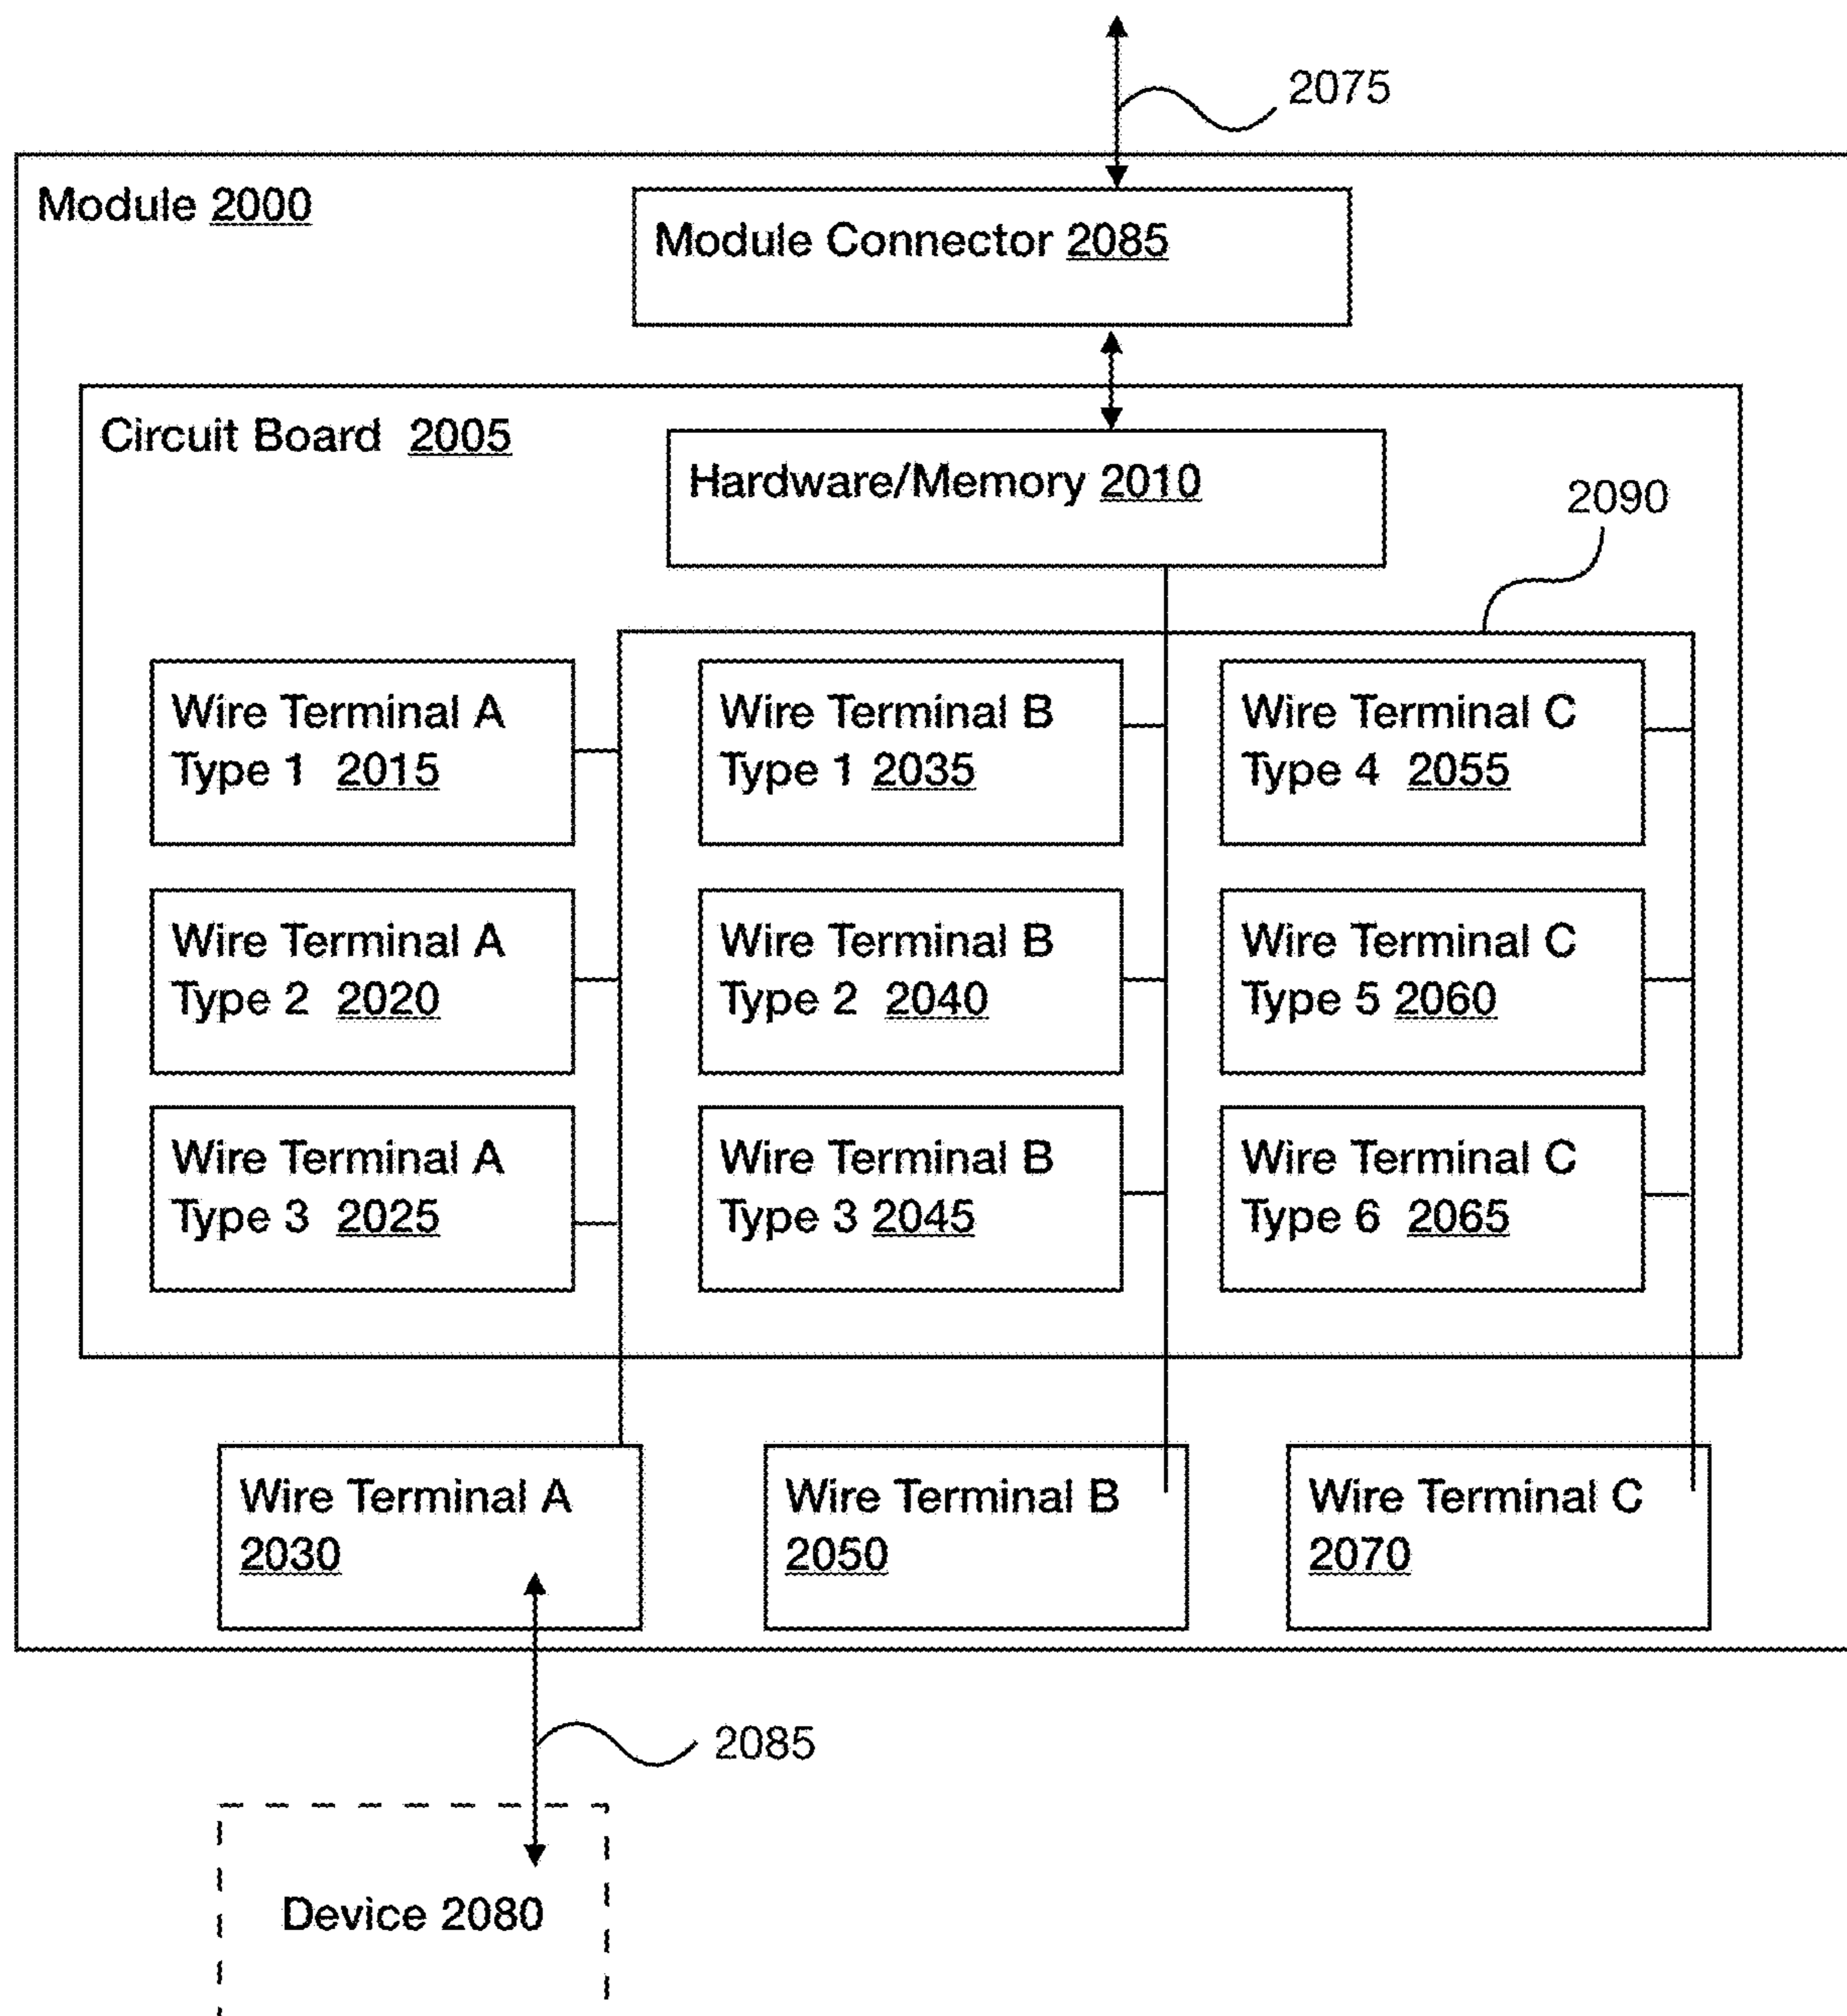 2075
Module 2000
Module Connector 2085
Circuit Board 2005
Hardware/Memory 2010
2090
Wire Terminal A
Type 1 2015
Wire Terminal B
Type 1 2035
Wire Terminal C
Type 4 2055
Wire Terminal A
Type 2 2020
Wire Terminal B
Type 2 2040
Wire Terminal C
Type 5 2060
Wire Terminal A
Type 3 2025
Wire Terminal B
Type 3 2045
Wire Terminal C
Type 6 2065
Wire Terminal A
2030
Wire Terminal B
2050
Wire Terminal C
2070
2085
Device 2080